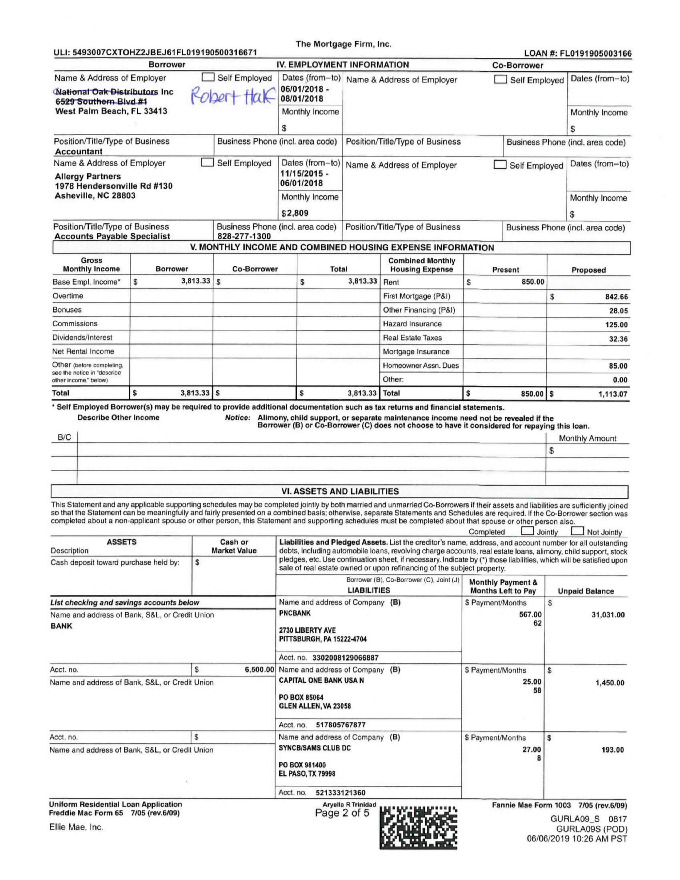 The Mortgage Firm, Inc.
ULI: 5493007CXTOHZ2JBEJ61FL019190500316671 LOAN #: FL0191905003166
Borrower IV. EMPLOYMENT INFORMATION Co-Borrower
Name & Address of Employer Self Employed Dates (from–to) Name & Address of Employer Self Employed Dates (from–to)
National Oak Distributors Inc 06/01/2018 -
6529 Southern Blvd #1 Robert 08/01/2018
West Palm Beach, FL 33413 Monthly Income Monthly Income
$ $
Position/Title/Type of Business Business Phone (incl. area code) Position/Title/Type of Business Business Phone (incl. area code)
Accountant
Name & Address of Employer Self Employed Dates (from–to) Name & Address of Employer Self Employed Dates (from–to)
Allergy Partners 11/15/2015 -
1978 Hendersonville Rd #130 06/01/2018
Asheville, NC 28803 Monthly Income Monthly Income
$2,809 $
Position/Title/Type of Business Business Phone (incl. area code) Position/Title/Type of Business Business Phone (incl. area code)
Accounts Payable Specialist 828-277-1300
V. MONTHLY INCOME AND COMBINED HOUSING EXPENSE INFORMATION
Gross Monthly Income Borrower Co-Borrower Total Combined Monthly Housing Expense Present Proposed
Base Empl. Income* $ 3,813.33 $ $ 3,813.33 Rent $ 850.00
Overtime First Mortgage (P&I) $ 842.66
Bonuses Other Financing (P&I) 28.05
Commissions Hazard Insurance 125.00
Dividends/Interest Real Estate Taxes 32.36
Net Rental Income Mortgage Insurance
Other (before completing, Homeowner Assn. Dues 85.00
see the notice in "describe
other income," below) Other: 0.00
Total $ 3,813.33 $ $ 3,813.33 Total $ 850.00 $ 1,113.07
* Self Employed Borrower(s) may be required to provide additional documentation such as tax returns and financial statements.
Describe Other Income Notice: Alimony, child support, or separate maintenance income need not be revealed if the
Borrower (B) or Co-Borrower (C) does not choose to have it considered for repaying this loan.
B/C Monthly Amount
$
VI. ASSETS AND LIABILITIES
This Statement and any applicable supporting schedules may be completed jointly by both married and unmarried Co-Borrowers if their assets and liabilities are sufficiently joined
so that the Statement can be meaningfully and fairly presented on a combined basis; otherwise, separate Statements and Schedules are required. If the Co-Borrower section was
completed about a non-applicant spouse or other person, this Statement and supporting schedules must be completed about that spouse or other person also.
Completed Jointly Not Jointly
ASSETS Cash or Liabilities and Pledged Assets. List the creditor's name, address, and account number for all outstanding
Description Market Value debts, including automobile loans, revolving charge accounts, real estate loans, alimony, child support, stock
Cash deposit toward purchase held by: $ pledges, etc. Use continuation sheet, if necessary. Indicate by (*) those liabilities, which will be satisfied upon
sale of real estate owned or upon refinancing of the subject property.
Borrower (B), Co-Borrower (C), Joint (J) Monthly Payment &
LIABILITIES Months Left to Pay Unpaid Balance
List checking and savings accounts below Name and address of Company (B) $ Payment/Months $
Name and address of Bank, S&L, or Credit Union PNCBANK 567.00 31,031.00
BANK 62
2730 LIBERTY AVE
PITTSBURGH, PA 15222-4704
Acct. no. 3302008129066887
Acct. no. $ 6,500.00 Name and address of Company (B) $ Payment/Months $
Name and address of Bank, S&L, or Credit Union CAPITAL ONE BANK USA N 25.00 1,450.00
58
PO BOX 85064
GLEN ALLEN, VA 23058
Acct. no. 517805767877
Acct. no. $ Name and address of Company (B) $ Payment/Months $
Name and address of Bank, S&L, or Credit Union SYNCB/SAMS CLUB DC 27.00 193.00
8
PO BOX 981400
EL PASO, TX 79998
Acct. no. 521333121360
Uniform Residential Loan Application Aryelle R Trinidad Fannie Mae Form 1003 7/05 (rev.6/09)
Freddie Mac Form 65 7/05 (rev.6/09) Page 2 of 5
Ellie Mae, Inc. GURLA09_S 0817
GURLA09S (POD)
06/06/2019 10:26 AM PST